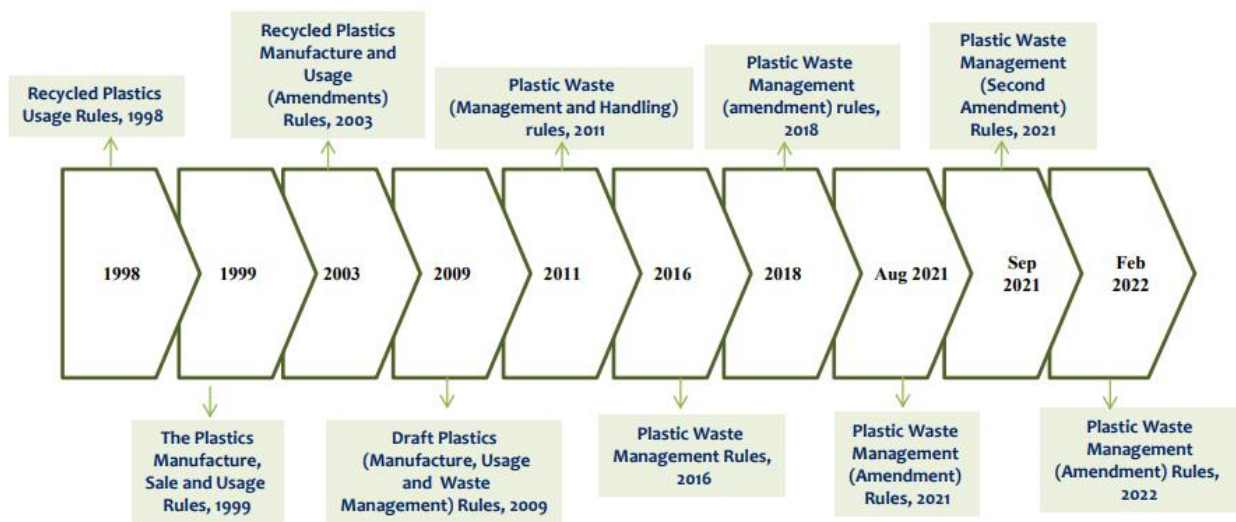 Recycled Plastics
Usage Rules, 1998
Recycled Plastics
Manufacture and
Usage
(Amendments)
Rules, 2003
Plastic Waste
(Management and Handling)
rules, 2011
Plastic Waste
Management
(amendment) rules,
2018
Plastic Waste
Management
(Second
Amendment)
Rules, 2021
1998
1999
2003
2009
2011
2016
2018
Aug 2021
Sep
2021
Feb
2022
The Plastics
Manufacture,
Sale and Usage
Rules, 1999
Draft Plastics
(Manufacture, Usage
and Waste
Management) Rules, 2009
Plastic Waste
Management Rules,
2016
Plastic Waste
Management
(Amendment)
Rules, 2021
Plastic Waste
Management
(Amendment) Rules,
2022